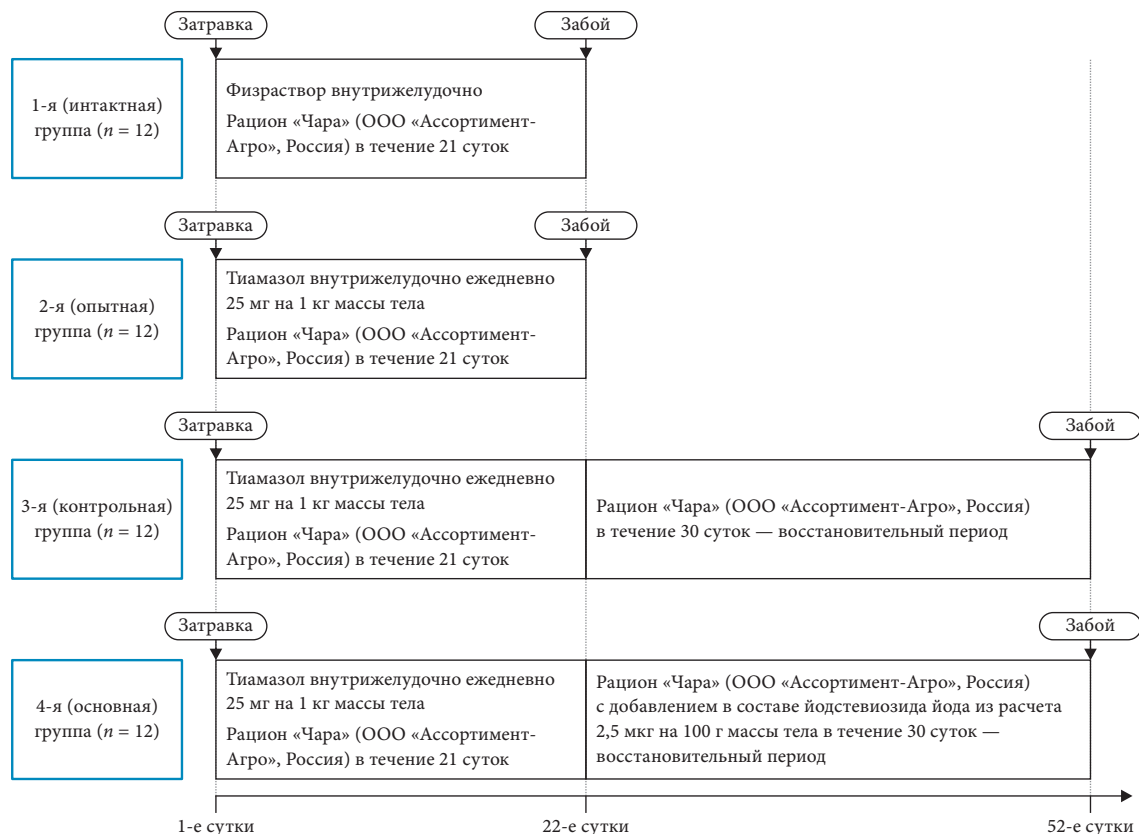 Затравка
Забой
1-я (интактная)
группа (n = 12)
Физраствор внутрижелудочно
Рацион «Чара» (ООО «Ассортимент-
Агро», Россия) в течение 21 суток
Затравка
Забой
2-я (опытная)
группа (n = 12)
Тиамазол внутрижелудочно ежедневно
25 мг на 1 кг массы тела
Рацион «Чара» (ООО «Ассортимент-
Агро», Россия) в течение 21 суток
Затравка
Забой
3-я (контрольная)
группа (n = 12)
Тиамазол внутрижелудочно ежедневно
25 мг на 1 кг массы тела
Рацион «Чара» (ООО «Ассортимент-
Агро», Россия) в течение 21 суток
Рацион «Чара» (ООО «Ассортимент-Агро», Россия)
в течение 30 суток — восстановительный период
Затравка
Забой
4-я (основная)
группа (n = 12)
Тиамазол внутрижелудочно ежедневно
25 мг на 1 кг массы тела
Рацион «Чара» (ООО «Ассортимент-
Агро», Россия) в течение 21 суток
Рацион «Чара» (ООО «Ассортимент-Агро», Россия)
с добавлением в составе йодстевиозида йода из расчета
2,5 мкг на 100 г массы тела в течение 30 суток —
восстановительный период
1-е сутки
22-е сутки
52-е сутки